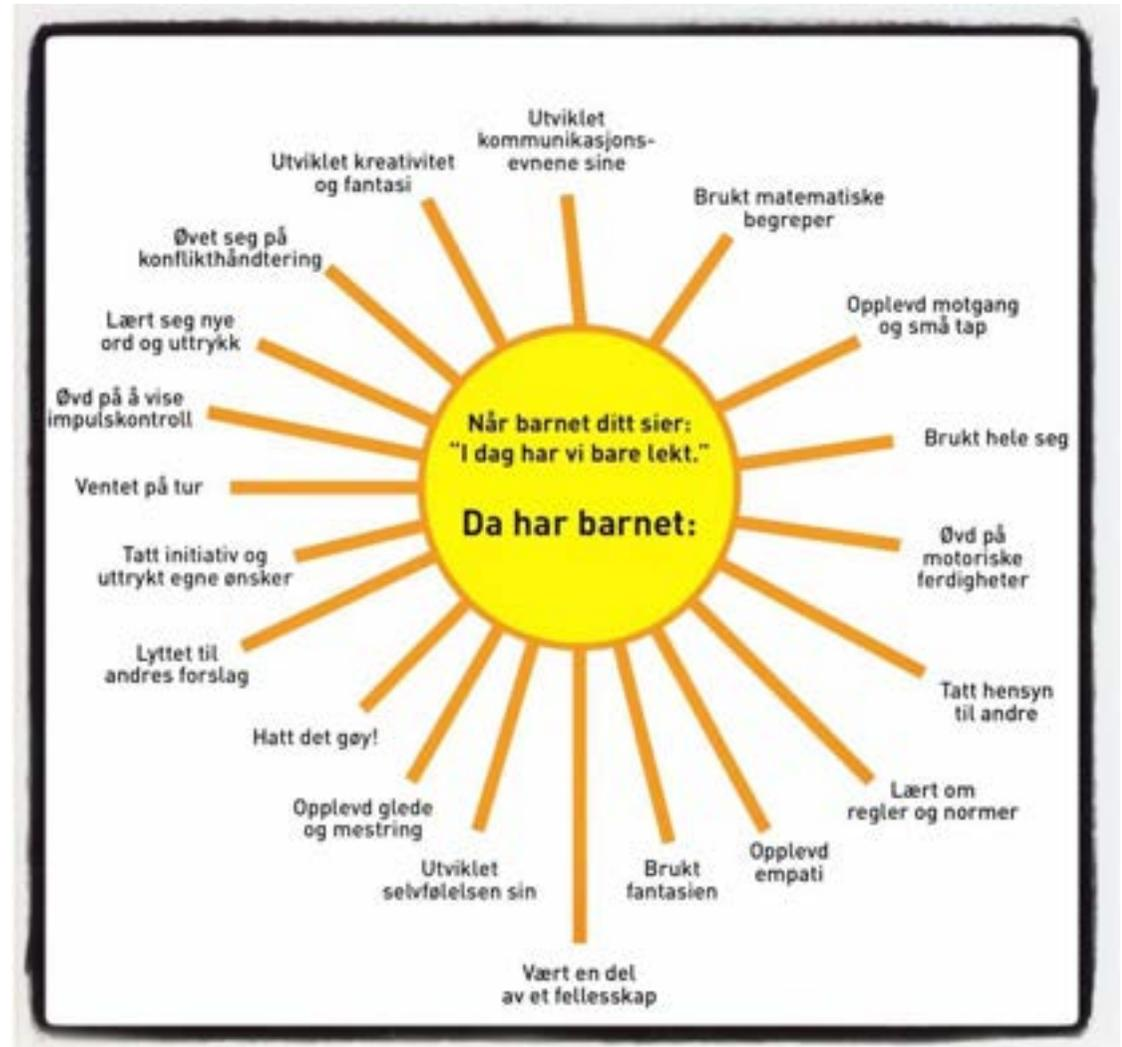 Når barnet ditt sier:
"I dag har vi bare lekt."
Da har barnet:
Utviklet
kommunikasjons-
evnene sine
Brukt matematiske
begreper
Opplevd motgang
og små tap
Brukt hele seg
Øvd på
motoriske
ferdigheter
Tatt hensyn
til andre
Lært om
regler og normer
Opplevd
empati
Brukt
fantasien
Vært en del
av et fellesskap
Utviklet
selvfølelsen sin
Opplevd glede
og mestring
Hatt det gøy!
Lyttet til
andres forslag
Tatt initiativ og
uttrykt egne ønsker
Ventet på tur
Øvd på å vise
impulskontroll
Lært seg nye
ord og uttrykk
Øvet seg på
konflikthåndtering
Utviklet kreativitet
og fantasi